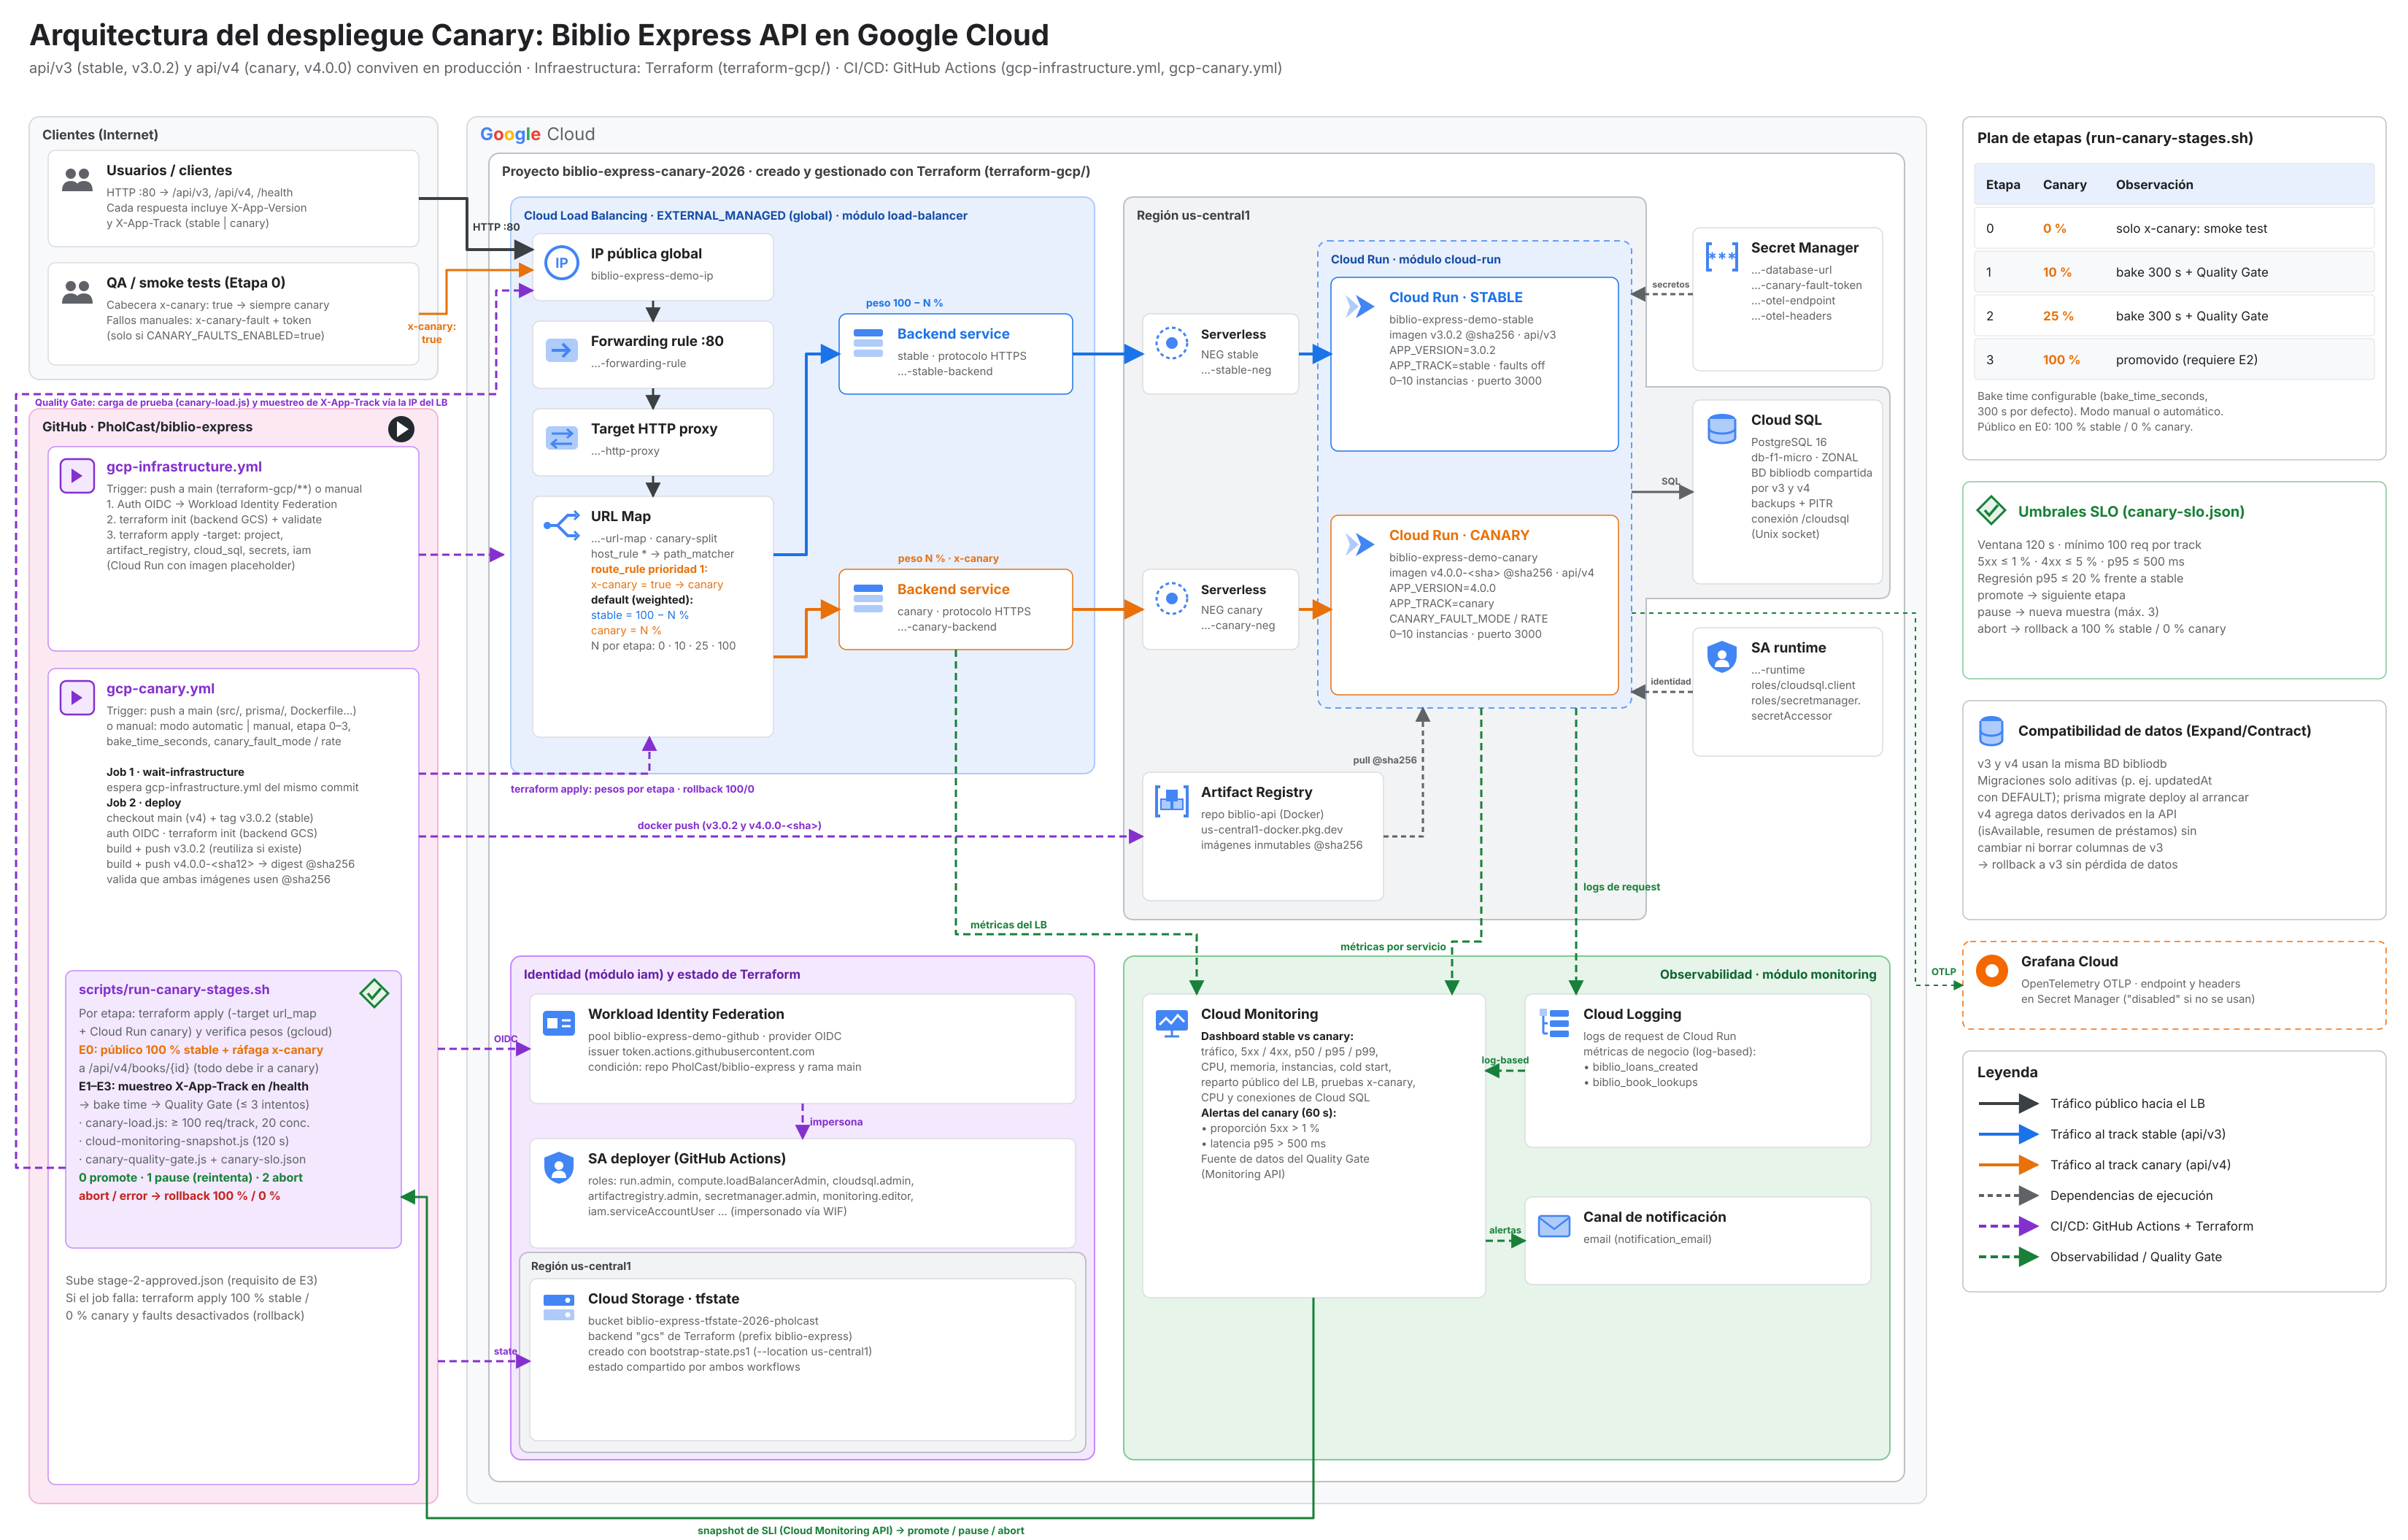 Arquitectura del despliegue Canary: Biblio Express API en Google Cloud
api/v3 (stable, v3.0.2) y api/v4 (canary, v4.0.0) conviven en producción · Infraestructura: Terraform (terraform-gcp/) · CI/CD: GitHub Actions (gcp-infrastructure.yml, gcp-canary.yml)
Clientes (Internet)
Usuarios / clientes
HTTP :80 → /api/v3, /api/v4, /health
Cada respuesta incluye X-App-Version
y X-App-Track (stable | canary)
QA / smoke tests (Etapa 0)
Cabecera x-canary: true → siempre canary
Fallos manuales: x-canary-fault + token
(solo si CANARY_FAULTS_ENABLED=true)
HTTP :80
x-canary:
true
Quality Gate: carga de prueba (canary-load.js) y muestreo de X-App-Track vía la IP del LB
GitHub · PholCast/biblio-express
gcp-infrastructure.yml
Trigger: push a main (terraform-gcp/**) o manual
1. Auth OIDC → Workload Identity Federation
2. terraform init (backend GCS) + validate
3. terraform apply -target: project,
artifact_registry, cloud_sql, secrets, iam
(Cloud Run con imagen placeholder)
gcp-canary.yml
Trigger: push a main (src/, prisma/, Dockerfile...)
o manual: modo automatic | manual, etapa 0–3,
bake_time_seconds, canary_fault_mode / rate
Job 1 · wait-infrastructure
espera gcp-infrastructure.yml del mismo commit
Job 2 · deploy
checkout main (v4) + tag v3.0.2 (stable)
auth OIDC · terraform init (backend GCS)
build + push v3.0.2 (reutiliza si existe)
build + push v4.0.0-<sha12> → digest @sha256
valida que ambas imágenes usen @sha256
scripts/run-canary-stages.sh
Por etapa: terraform apply (-target url_map
+ Cloud Run canary) y verifica pesos (gcloud)
E0: público 100 % stable + ráfaga x-canary
a /api/v4/books/{id} (todo debe ir a canary)
E1–E3: muestreo X-App-Track en /health
→ bake time → Quality Gate (≤ 3 intentos)
· canary-load.js: ≥ 100 req/track, 20 conc.
· cloud-monitoring-snapshot.js (120 s)
· canary-quality-gate.js + canary-slo.json
0 promote · 1 pause (reintenta) · 2 abort
abort / error → rollback 100 % / 0 %
Sube stage-2-approved.json (requisito de E3)
Si el job falla: terraform apply 100 % stable /
0 % canary y faults desactivados (rollback)
Google Cloud
Proyecto biblio-express-canary-2026 · creado y gestionado con Terraform (terraform-gcp/)
Cloud Load Balancing · EXTERNAL_MANAGED (global) · módulo load-balancer
IP
IP pública global
biblio-express-demo-ip
Forwarding rule :80
...-forwarding-rule
Target HTTP proxy
...-http-proxy
URL Map
...-url-map · canary-split
host_rule * → path_matcher
route_rule prioridad 1:
x-canary = true → canary
default (weighted):
stable = 100 − N %
canary = N %
N por etapa: 0 · 10 · 25 · 100
peso 100 − N %
Backend service
stable · protocolo HTTPS
...-stable-backend
peso N % · x-canary
Backend service
canary · protocolo HTTPS
...-canary-backend
terraform apply: pesos por etapa · rollback 100/0
docker push (v3.0.2 y v4.0.0-<sha>)
Región us-central1
Serverless
NEG stable
...-stable-neg
Serverless
NEG canary
...-canary-neg
Cloud Run · módulo cloud-run
Cloud Run · STABLE
biblio-express-demo-stable
imagen v3.0.2 @sha256 · api/v3
APP_VERSION=3.0.2
APP_TRACK=stable · faults off
0–10 instancias · puerto 3000
Cloud Run · CANARY
biblio-express-demo-canary
imagen v4.0.0-<sha> @sha256 · api/v4
APP_VERSION=4.0.0
APP_TRACK=canary
CANARY_FAULT_MODE / RATE
0–10 instancias · puerto 3000
pull @sha256
Artifact Registry
repo biblio-api (Docker)
us-central1-docker.pkg.dev
imágenes inmutables @sha256
secretos
Secret Manager
[***]
...-database-url
...-canary-fault-token
...-otel-endpoint
...-otel-headers
SQL
Cloud SQL
PostgreSQL 16
db-f1-micro · ZONAL
BD bibliodb compartida
por v3 y v4
backups + PITR
conexión /cloudsql
(Unix socket)
identidad
SA runtime
...-runtime
roles/cloudsql.client
roles/secretmanager.
secretAccessor
métricas del LB
métricas por servicio
logs de request
Identidad (módulo iam) y estado de Terraform
OIDC
Workload Identity Federation
pool biblio-express-demo-github · provider OIDC
issuer token.actions.githubusercontent.com
condición: repo PholCast/biblio-express y rama main
impersona
SA deployer (GitHub Actions)
roles: run.admin, compute.loadBalancerAdmin, cloudsql.admin,
artifactregistry.admin, secretmanager.admin, monitoring.editor,
iam.serviceAccountUser ... (impersonado vía WIF)
Región us-central1
state
Cloud Storage · tfstate
bucket biblio-express-tfstate-2026-pholcast
backend "gcs" de Terraform (prefix biblio-express)
creado con bootstrap-state.ps1 (--location us-central1)
estado compartido por ambos workflows
Observabilidad · módulo monitoring
Cloud Monitoring
Dashboard stable vs canary:
tráfico, 5xx / 4xx, p50 / p95 / p99,
CPU, memoria, instancias, cold start,
reparto público del LB, pruebas x-canary,
CPU y conexiones de Cloud SQL
Alertas del canary (60 s):
• proporción 5xx > 1 %
• latencia p95 > 500 ms
Fuente de datos del Quality Gate
(Monitoring API)
log-based
Cloud Logging
logs de request de Cloud Run
métricas de negocio (log-based):
• biblio_loans_created
• biblio_book_lookups
alertas
Canal de notificación
email (notification_email)
snapshot de SLI (Cloud Monitoring API) → promote / pause / abort
Plan de etapas (run-canary-stages.sh)
Etapa Canary Observación
0 0 % solo x-canary: smoke test
1 10 % bake 300 s + Quality Gate
2 25 % bake 300 s + Quality Gate
3 100 % promovido (requiere E2)
Bake time configurable (bake_time_seconds,
300 s por defecto). Modo manual o automático.
Público en E0: 100 % stable / 0 % canary.
Umbrales SLO (canary-slo.json)
Ventana 120 s · mínimo 100 req por track
5xx ≤ 1 % · 4xx ≤ 5 % · p95 ≤ 500 ms
Regresión p95 ≤ 20 % frente a stable
promote → siguiente etapa
pause → nueva muestra (máx. 3)
abort → rollback a 100 % stable / 0 % canary
Compatibilidad de datos (Expand/Contract)
v3 y v4 usan la misma BD bibliodb
Migraciones solo aditivas (p. ej. updatedAt
con DEFAULT); prisma migrate deploy al arrancar
v4 agrega datos derivados en la API
(isAvailable, resumen de préstamos) sin
cambiar ni borrar columnas de v3
→ rollback a v3 sin pérdida de datos
OTLP
Grafana Cloud
OpenTelemetry OTLP · endpoint y headers
en Secret Manager ("disabled" si no se usan)
Leyenda
Tráfico público hacia el LB
Tráfico al track stable (api/v3)
Tráfico al track canary (api/v4)
Dependencias de ejecución
CI/CD: GitHub Actions + Terraform
Observabilidad / Quality Gate